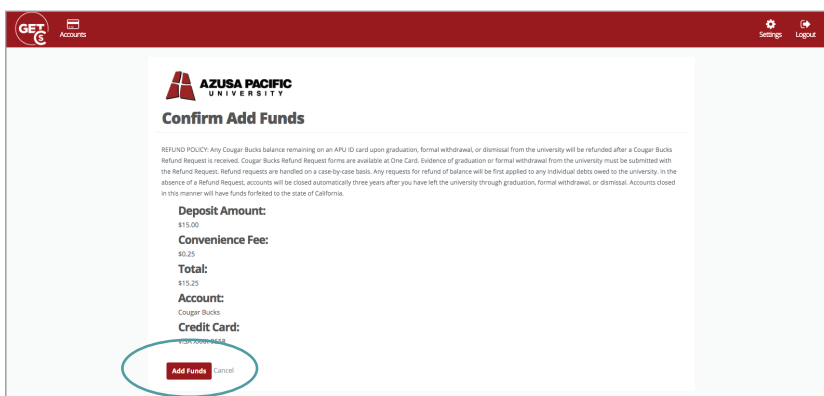 GET
CS
Accounts
Settings
Logout
AZUSA PACIFIC
UNIVERSITY
Confirm Add Funds
REFUND POLICY: Any Cougar Bucks balance remaining on an APU ID card upon graduation, formal withdrawal, or dismissal from the university will be refunded after a Cougar Bucks
Refund Request is received. Cougar Bucks Refund Request forms are available at One Card. Evidence of graduation or formal withdrawal from the university must be submitted with
the Refund Request. Refund requests are handled on a case-by-case basis. Any requests for refund of balance will be first applied to any individual debts owed to the university. In the
absence of a Refund Request, accounts will be closed automatically three years after you have left the university through graduation, formal withdrawal, or dismissal. Accounts closed
in this manner will have funds forfeited to the state of California.
Deposit Amount:
$15.00
Convenience Fee:
$0.25
Total:
$15.25
Account:
Cougar Bucks
Credit Card:
VISA
Add Funds Cancel